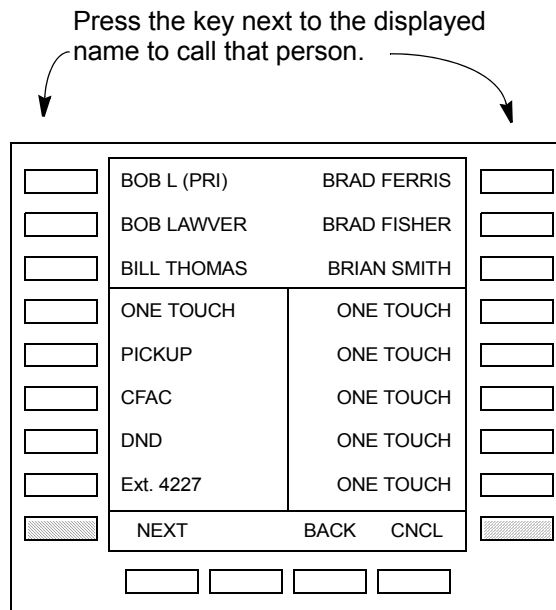 Press the key next to the displayed
name to call that person.
BOB L (PRI) BRAD FERRIS
BOB LAWVER BRAD FISHER
BILL THOMAS BRIAN SMITH
ONE TOUCH ONE TOUCH
PICKUP ONE TOUCH
CFAC ONE TOUCH
DND ONE TOUCH
Ext. 4227 ONE TOUCH
NEXT BACK CNCL